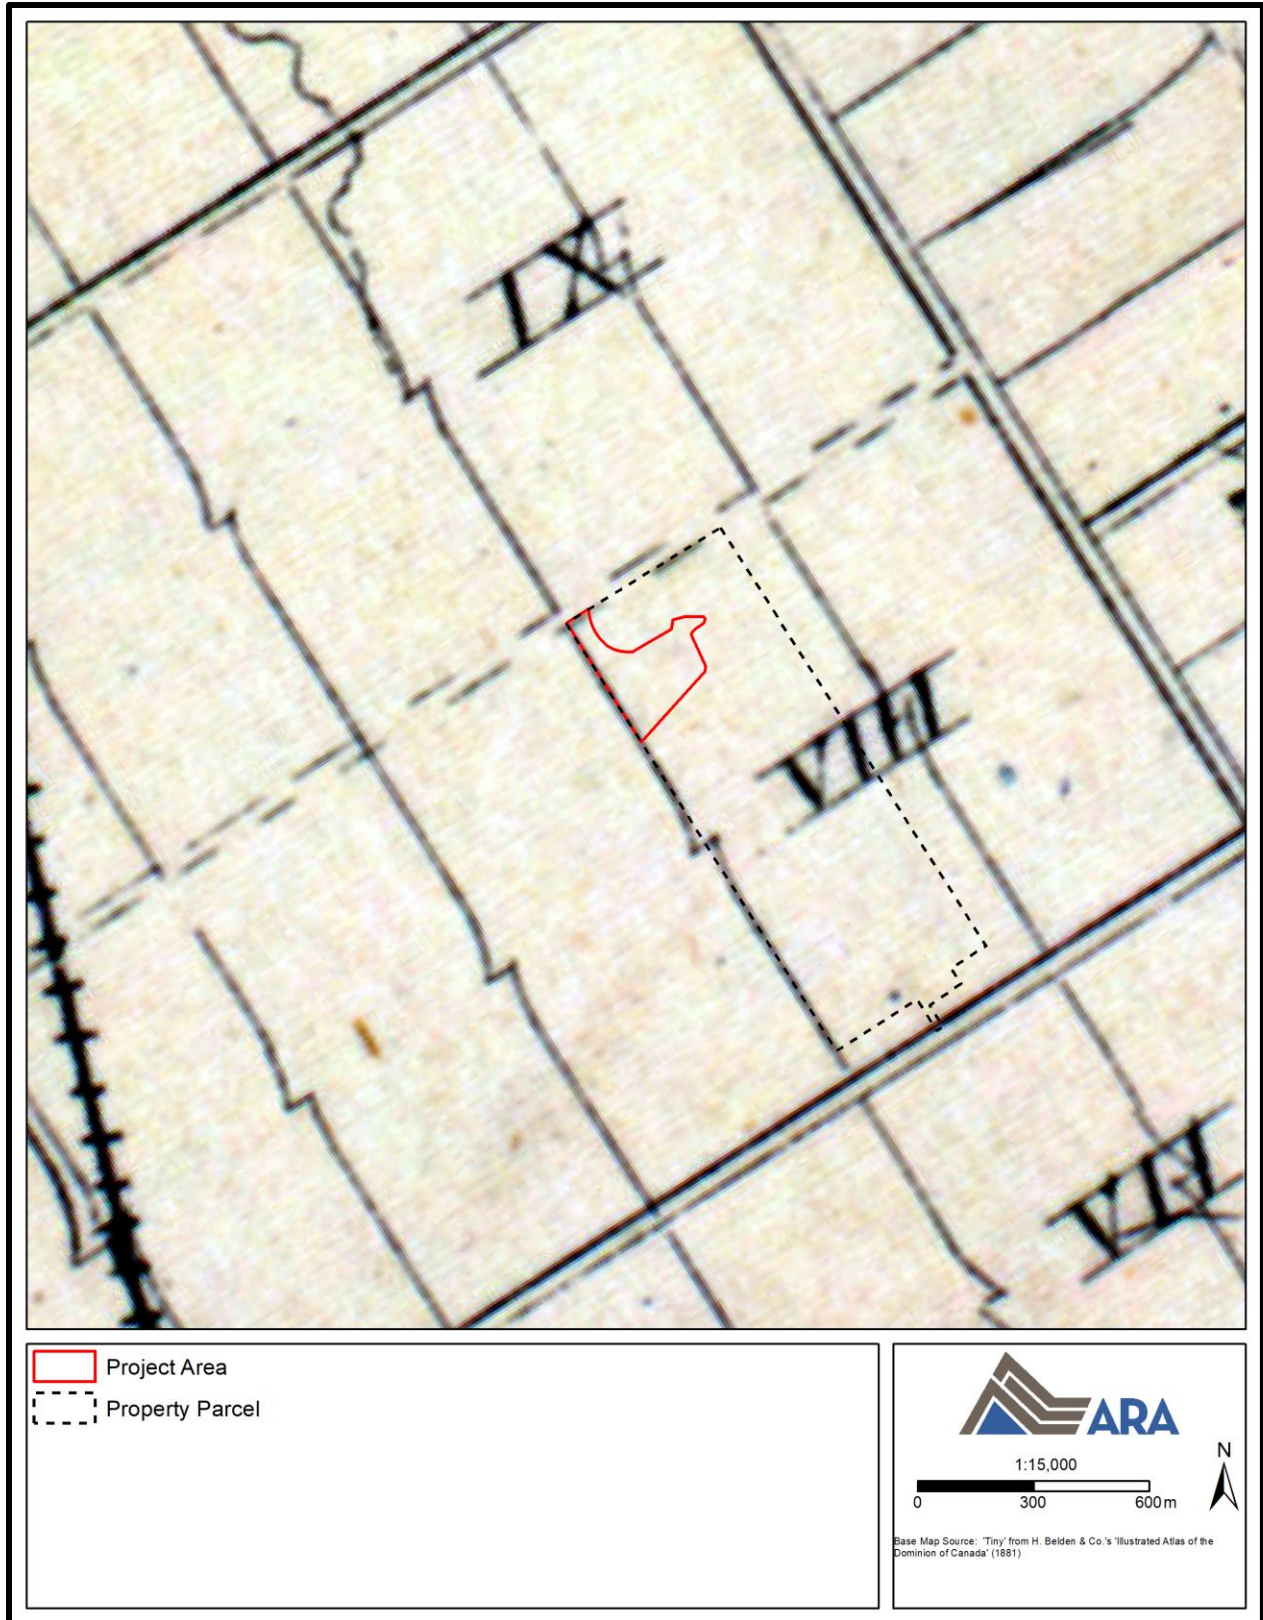 IX
VIII
VII
Project Area
Property Parcel
ARA
N
1:15,000
0 300 600 m
Base Map Source: 'Tiny' from H. Belden & Co.'s 'Illustrated Atlas of the
Dominion of Canada' (1881)